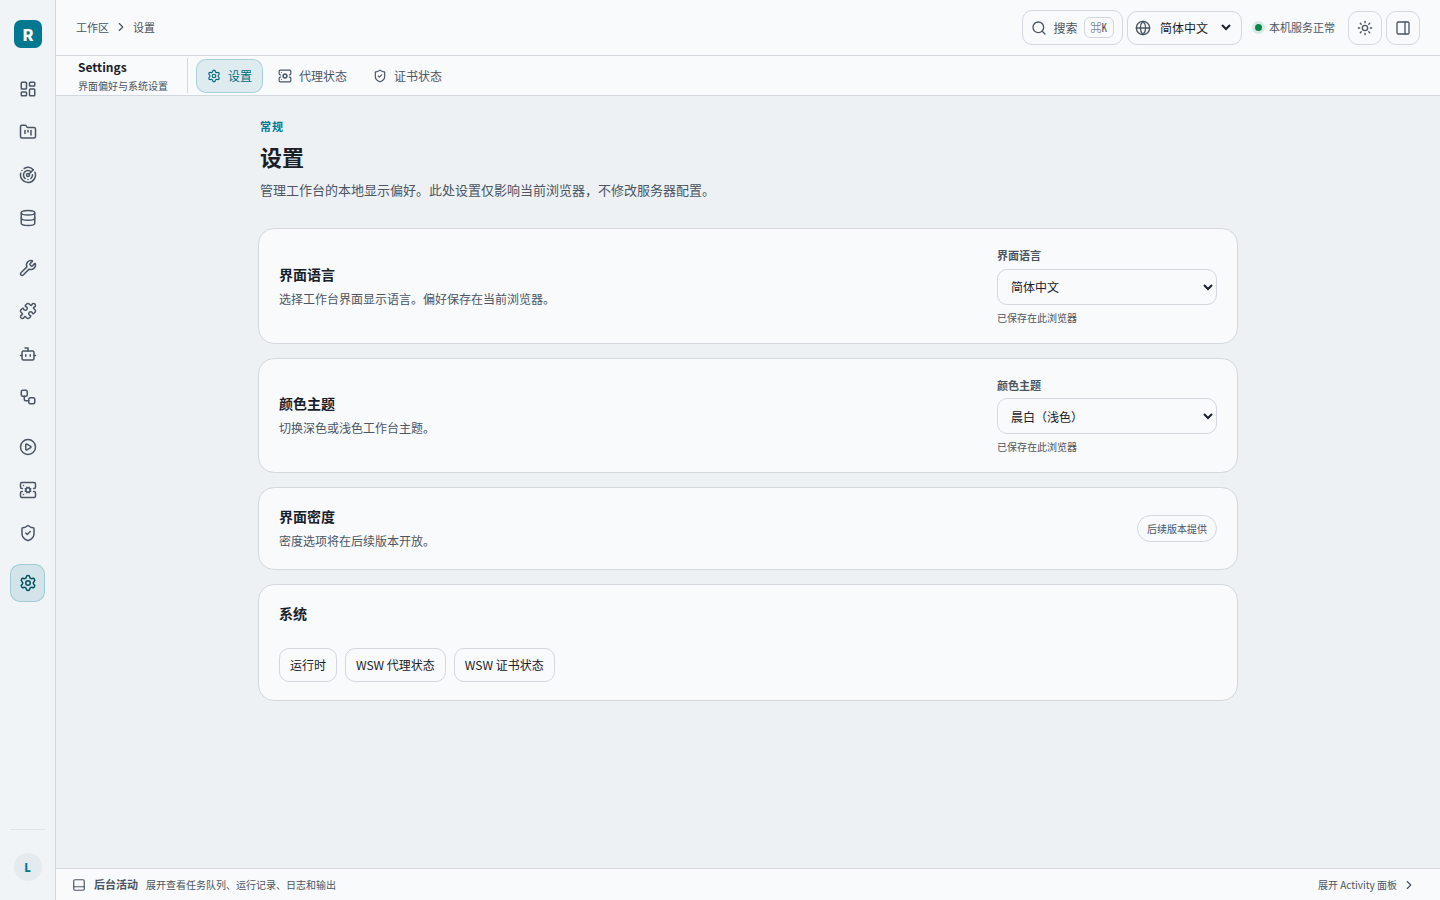 R
工作区 > 设置
搜索 ⌘K
简体中文
本机服务正常
Settings
界面偏好与系统设置
设置
代理状态
证书状态
常规
设置
管理工作台的本地显示偏好。此处设置仅影响当前浏览器，不修改服务器配置。
界面语言
选择工作台界面显示语言。偏好保存在当前浏览器。
界面语言
简体中文
已保存在此浏览器
颜色主题
切换深色或浅色工作台主题。
颜色主题
晨白（浅色）
已保存在此浏览器
界面密度
密度选项将在后续版本开放。
后续版本提供
系统
运行时
WSW 代理状态
WSW 证书状态
L
后台活动 展开查看任务队列、运行记录、日志和输出
展开 Activity 面板